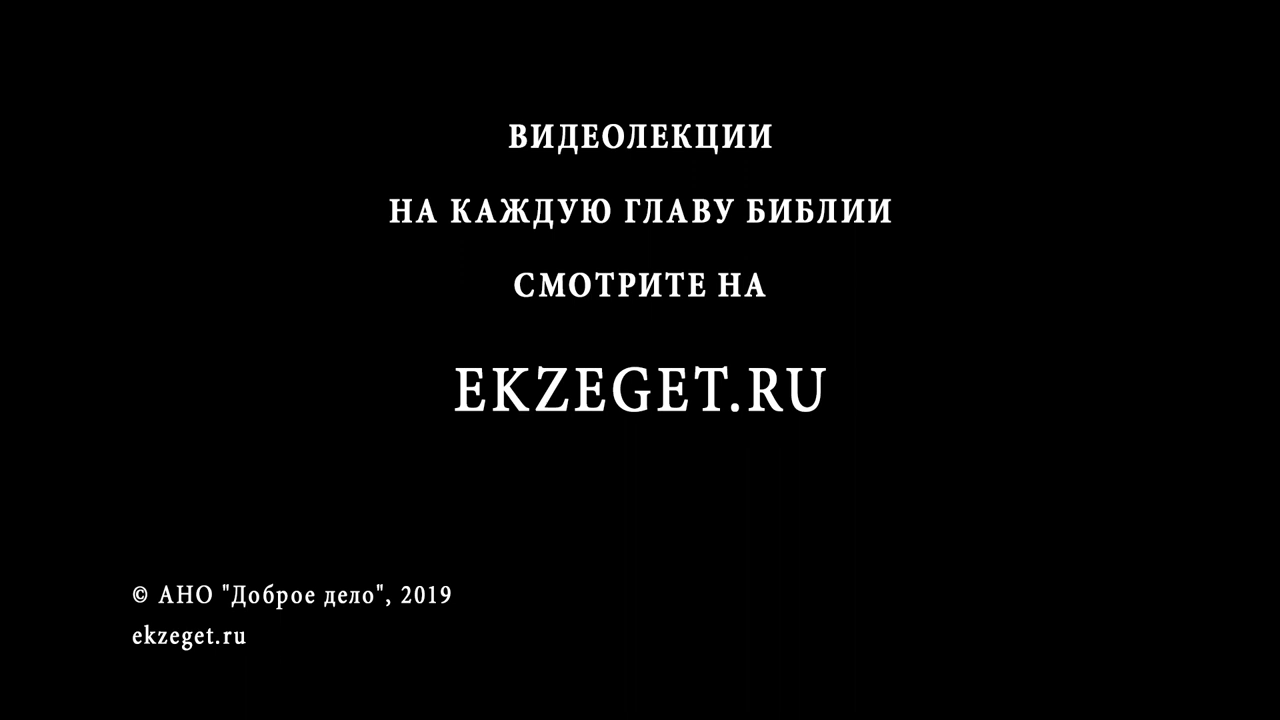 ВИДЕОЛЕКЦИИ
НА КАЖДУЮ ГЛАВУ БИБЛИИ
СМОТРИТЕ НА
EKZEGET.RU
© АНО "Доброе дело", 2019
ekzeget.ru